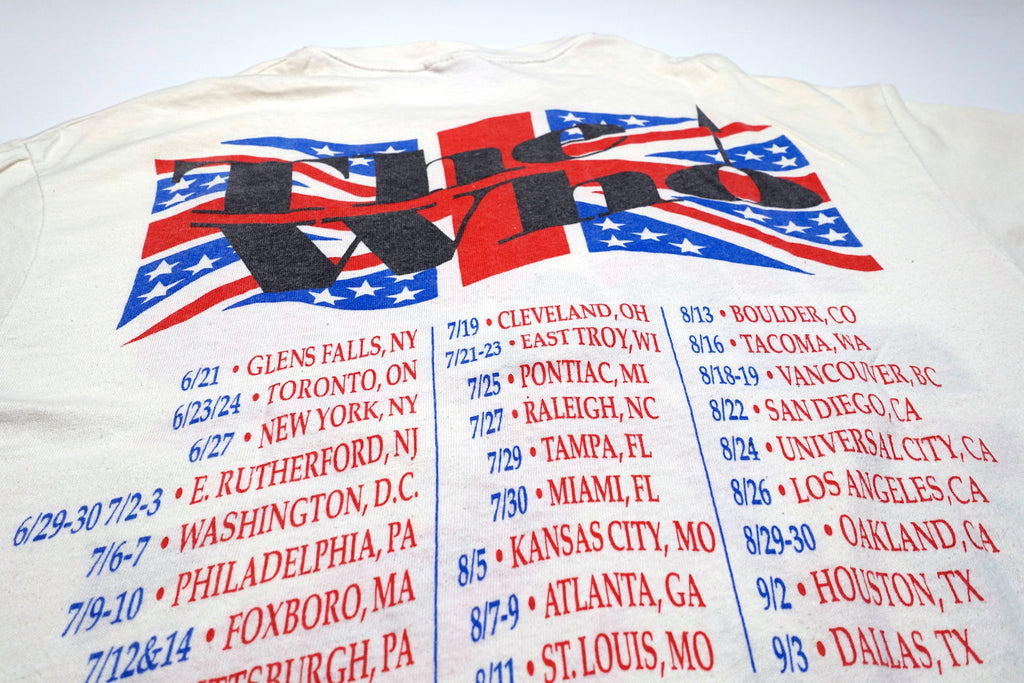 The
Who
6/21 • GLENS FALLS, NY
6/23/24 • TORONTO, ON
6/27 • NEW YORK, NY
6/29-30 7/2-3 • E. RUTHERFORD, NJ
7/6-7 • WASHINGTON, D.C.
7/9-10 • PHILADELPHIA, PA
7/12&14 • FOXBORO, MA
PITTSBURGH, PA
7/19 • CLEVELAND, OH
7/21-23 • EAST TROY, WI
7/25 • PONTIAC, MI
7/27 • RALEIGH, NC
7/29 • TAMPA, FL
7/30 • MIAMI, FL
8/5 • KANSAS CITY, MO
8/7-9 • ATLANTA, GA
8/11 • ST. LOUIS, MO
8/13 • BOULDER, CO
8/16 • TACOMA, WA
8/18-19 • VANCOUVER, BC
8/22 • SAN DIEGO, CA
8/24 • UNIVERSAL CITY, CA
8/26 • LOS ANGELES, CA
8/29-30 • OAKLAND, CA
9/2 • HOUSTON, TX
9/3 • DALLAS, TX